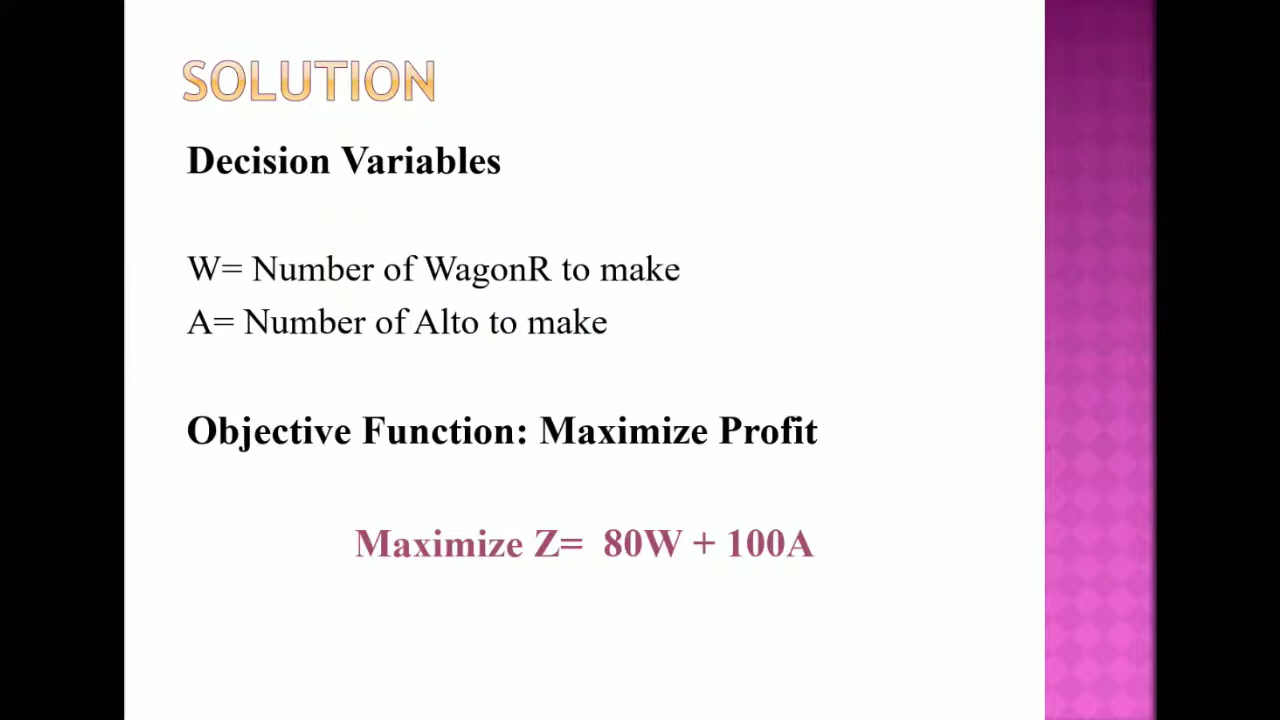 SOLUTION
Decision Variables
W= Number of WagonR to make
A= Number of Alto to make
Objective Function: Maximize Profit
Maximize Z= 80W + 100A